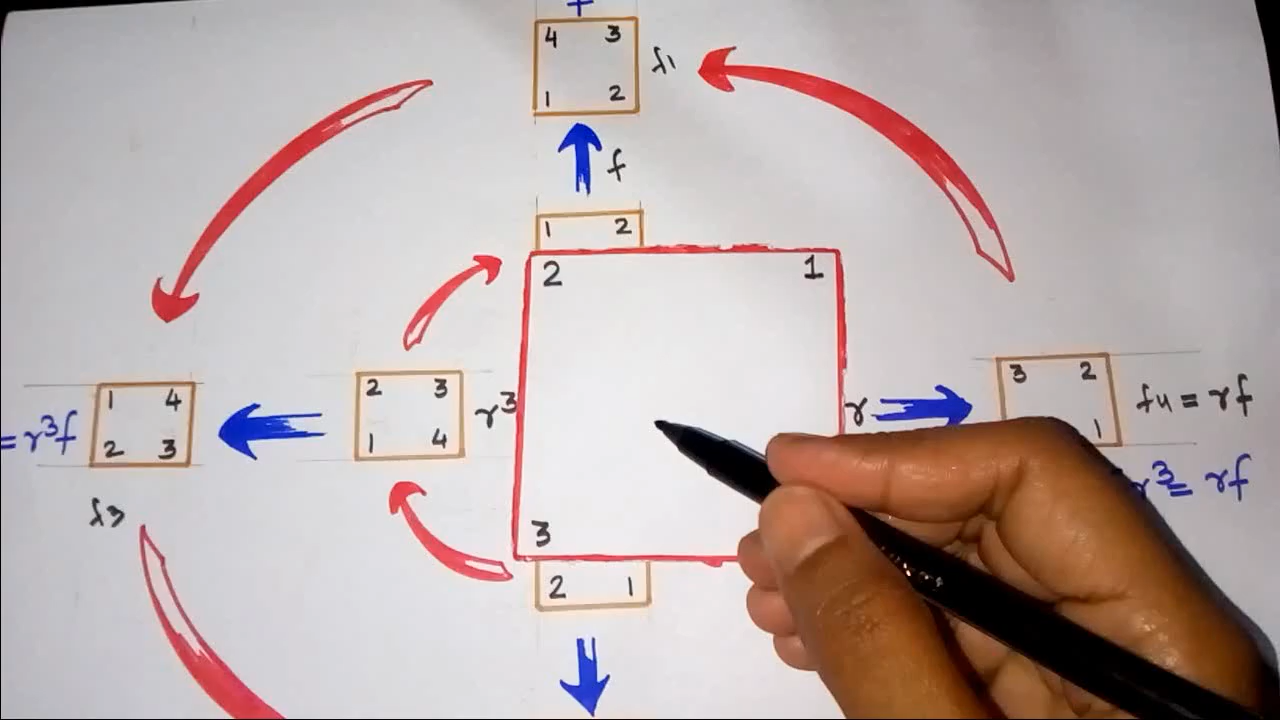 f
4 3
1 2
f1
f
1 2
2 1
3 2
1
f4 = rf
r
r³ = rf
2 3
1 4
r³
1 4
2 3
= r³f
f3
3
2 1